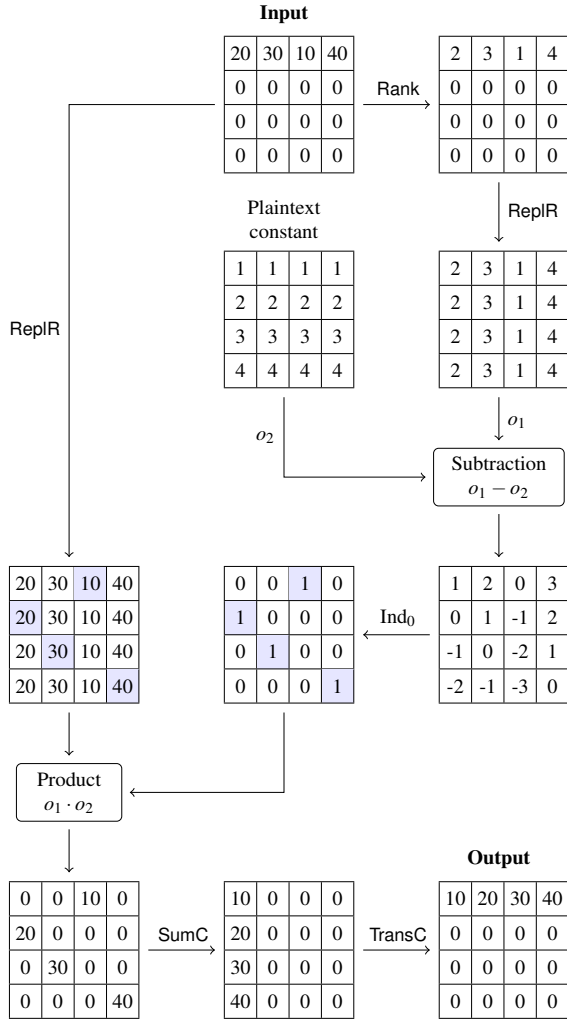 Input
20 30 10 40
0 0 0 0
0 0 0 0
0 0 0 0
Rank
2 3 1 4
0 0 0 0
0 0 0 0
0 0 0 0
ReplR
Plaintext
constant
1 1 1 1
2 2 2 2
3 3 3 3
4 4 4 4
2 3 1 4
2 3 1 4
2 3 1 4
2 3 1 4
ReplR
o₂
o₁
Subtraction
o₁ − o₂
20 30 10 40
20 30 10 40
20 30 10 40
20 30 10 40
0 0 1 0
1 0 0 0
0 1 0 0
0 0 0 1
Ind₀
1 2 0 3
0 1 -1 2
-1 0 -2 1
-2 -1 -3 0
Product
o₁ · o₂
0 0 10 0
20 0 0 0
0 30 0 0
0 0 0 40
SumC
10 0 0 0
20 0 0 0
30 0 0 0
40 0 0 0
TransC
Output
10 20 30 40
0 0 0 0
0 0 0 0
0 0 0 0